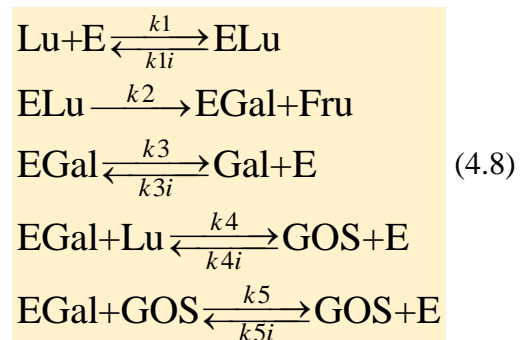 Lu+E k1 ⇌ k1i ELu
ELu k2 → EGal+Fru
EGal k3 ⇌ k3i Gal+E (4.8)
EGal+Lu k4 ⇌ k4i GOS+E
EGal+GOS k5 ⇌ k5i GOS+E